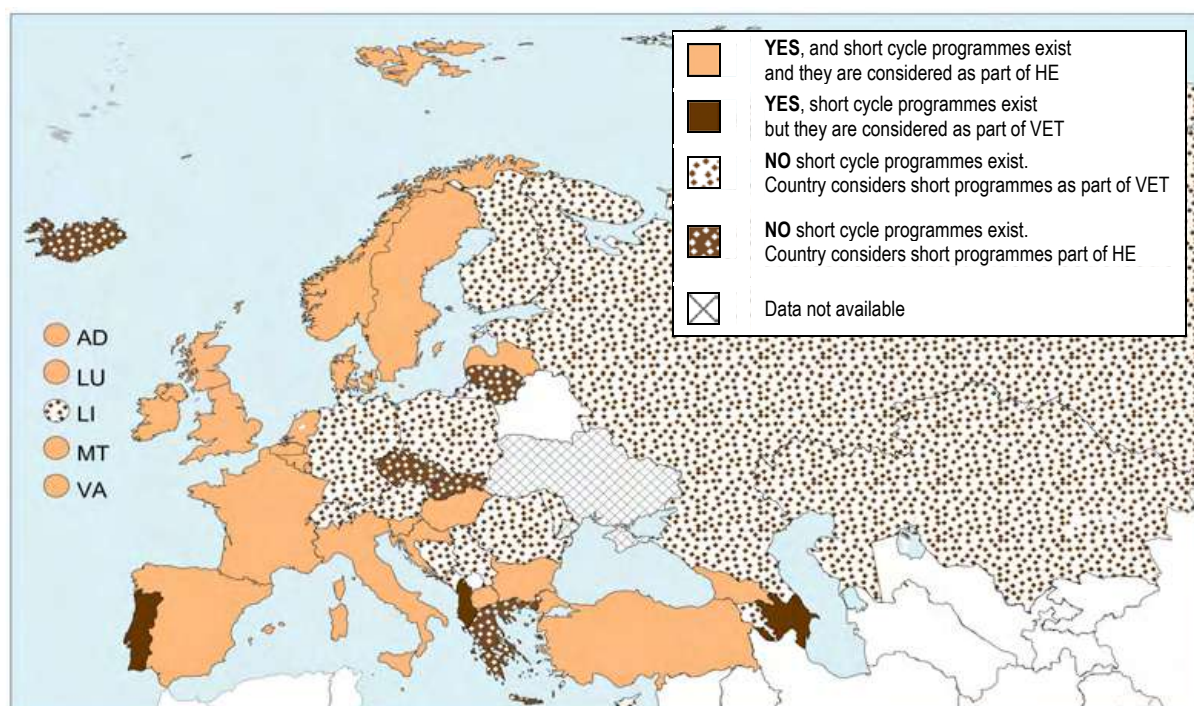 YES, and short cycle programmes exist
and they are considered as part of HE
YES, short cycle programmes exist
but they are considered as part of VET
NO short cycle programmes exist.
Country considers short programmes as part of VET
NO short cycle programmes exist.
Country considers short programmes part of HE
Data not available
AD
LU
LI
MT
VA